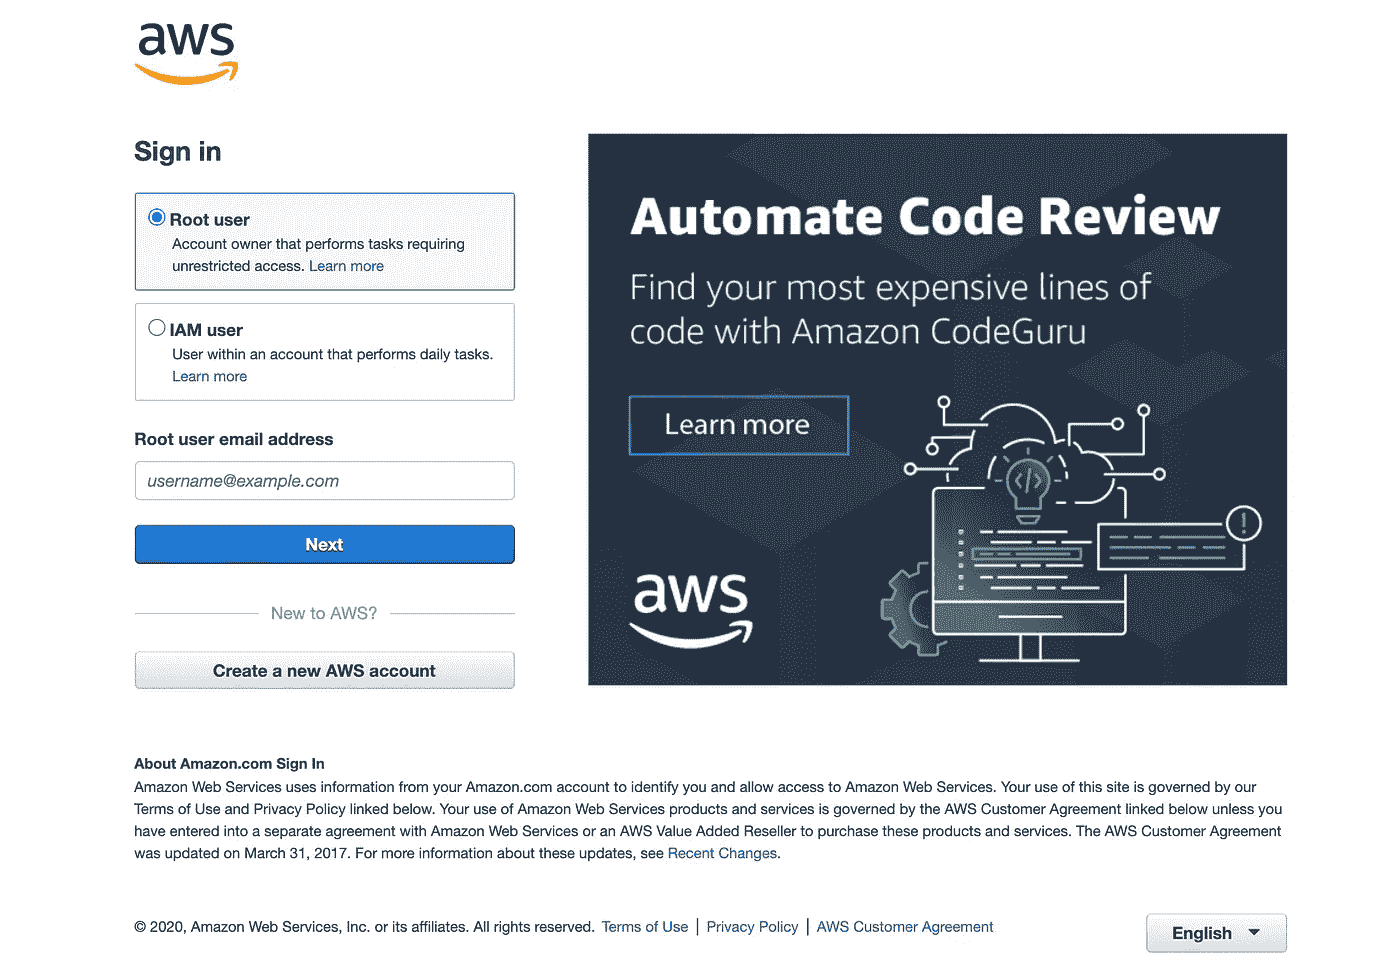 aws
Sign in
Root user
Account owner that performs tasks requiring
unrestricted access. Learn more
IAM user
User within an account that performs daily tasks.
Learn more
Root user email address
username@example.com
Next
New to AWS?
Create a new AWS account
Automate Code Review
Find your most expensive lines of
code with Amazon CodeGuru
Learn more
</>
!
aws
About Amazon.com Sign In
Amazon Web Services uses information from your Amazon.com account to identify you and allow access to Amazon Web Services. Your use of this site is governed by our
Terms of Use and Privacy Policy linked below. Your use of Amazon Web Services products and services is governed by the AWS Customer Agreement linked below unless you
have entered into a separate agreement with Amazon Web Services or an AWS Value Added Reseller to purchase these products and services. The AWS Customer Agreement
was updated on March 31, 2017. For more information about these updates, see Recent Changes.
© 2020, Amazon Web Services, Inc. or its affiliates. All rights reserved. Terms of Use | Privacy Policy | AWS Customer Agreement
English